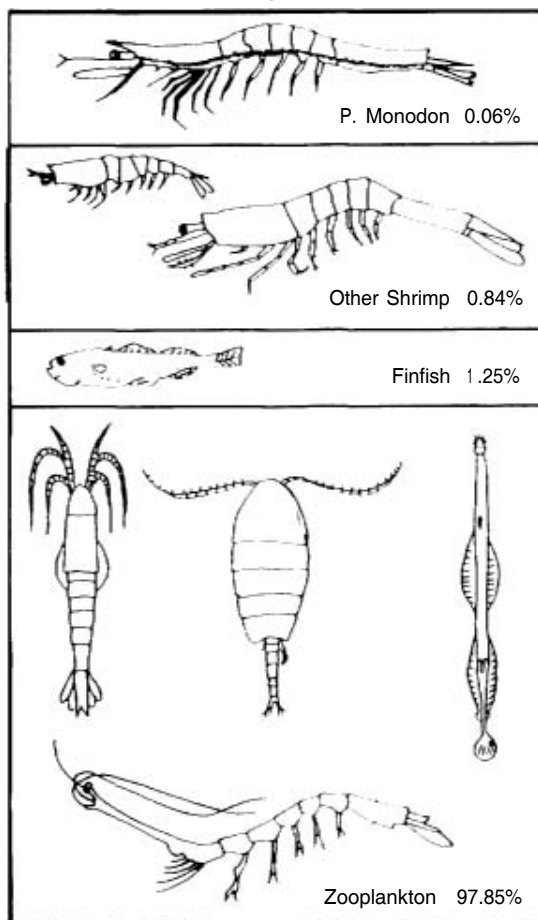 P. Monodon 0.06%
Other Shrimp 0.84%
Finfish 1.25%
Zooplankton 97.85%